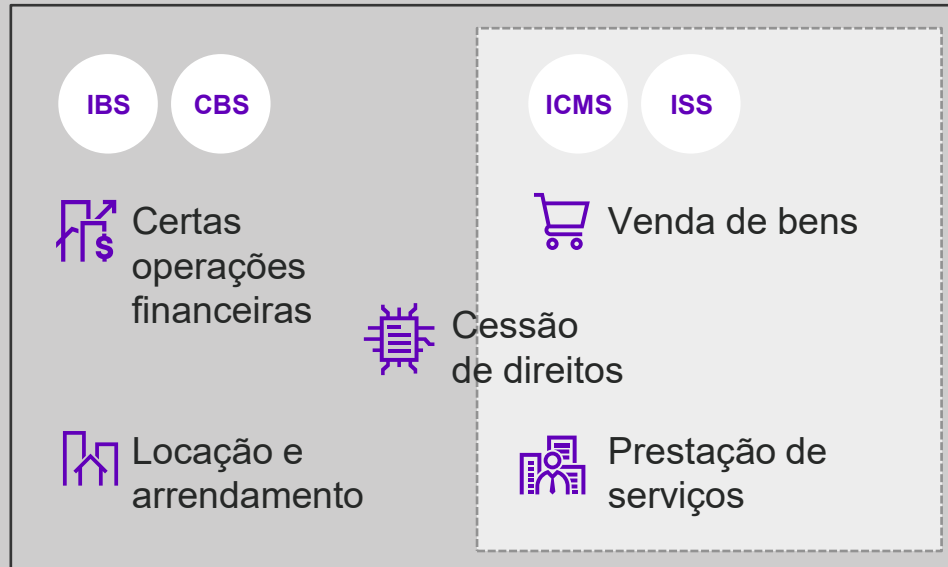 IBS
CBS
ICMS
ISS
Certas
operações
financeiras
Venda de bens
Cessão
de direitos
Locação e
arrendamento
Prestação de
serviços